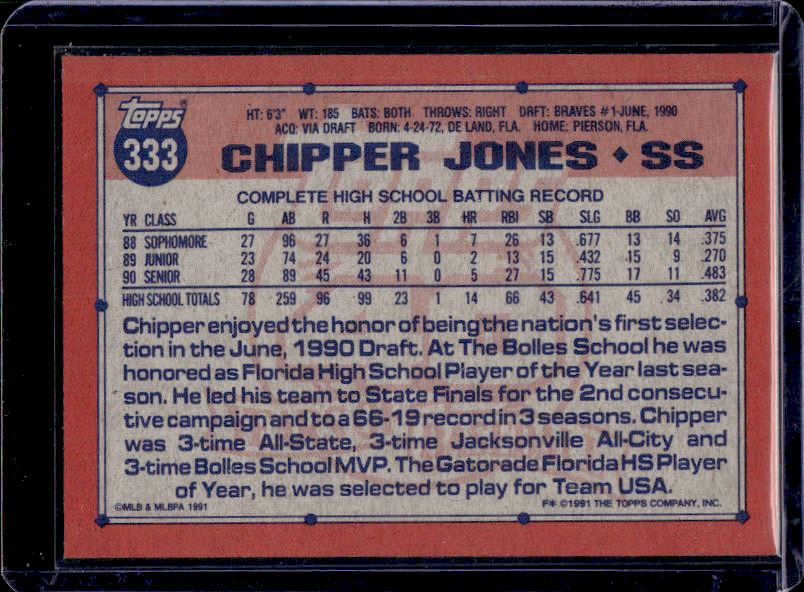 Topps®
333
HT: 6'3" WT: 185 BATS: BOTH THROWS: RIGHT DRFT: BRAVES #1-JUNE, 1990
ACQ: VIA DRAFT BORN: 4-24-72, DE LAND, FLA. HOME: PIERSON, FLA.
CHIPPER JONES ♦ SS
COMPLETE HIGH SCHOOL BATTING RECORD
YR CLASS G AB R H 2B 3B HR RBI SB SLG BB SO AVG
88 SOPHOMORE 27 96 27 36 6 1 7 26 13 .677 13 14 .375
89 JUNIOR 23 74 24 20 6 0 2 13 15 .432 15 9 .270
90 SENIOR 28 89 45 43 11 0 5 27 15 .775 17 11 .483
HIGH SCHOOL TOTALS 78 259 96 99 23 1 14 66 43 .641 45 34 .382
Chipper enjoyed the honor of being the nation's first selec-
tion in the June, 1990 Draft. At The Bolles School he was
honored as Florida High School Player of the Year last sea-
son. He led his team to State Finals for the 2nd consecu-
tive campaign and to a 66-19 record in 3 seasons. Chipper
was 3-time All-State, 3-time Jacksonville All-City and
3-time Bolles School MVP. The Gatorade Florida HS Player
of Year, he was selected to play for Team USA.
©MLB & MLBPA 1991 F* ©1991 THE TOPPS COMPANY, INC.